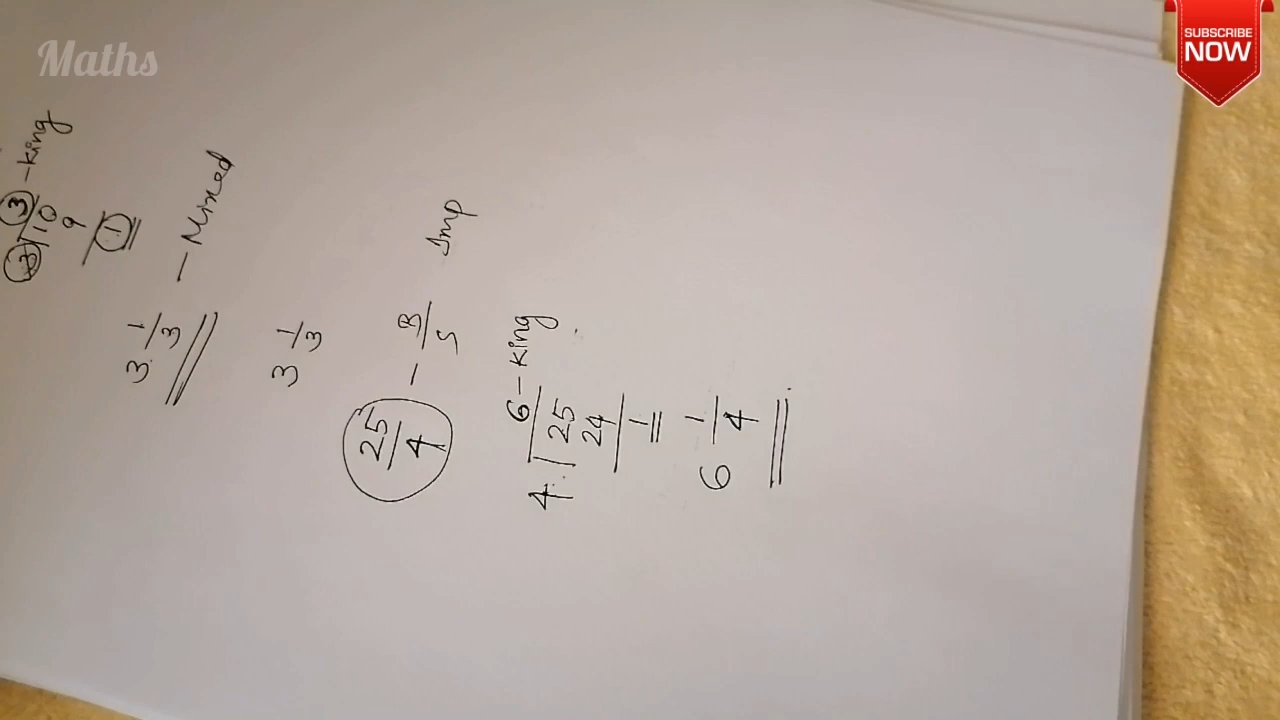 Maths
SUBSCRIBE
NOW
3 -king
3 10
9
1
3 1/3 - Mixed
3 1/3
25/4 - 8/5 Imp
6 - king
4 25
24
1
6 1/4